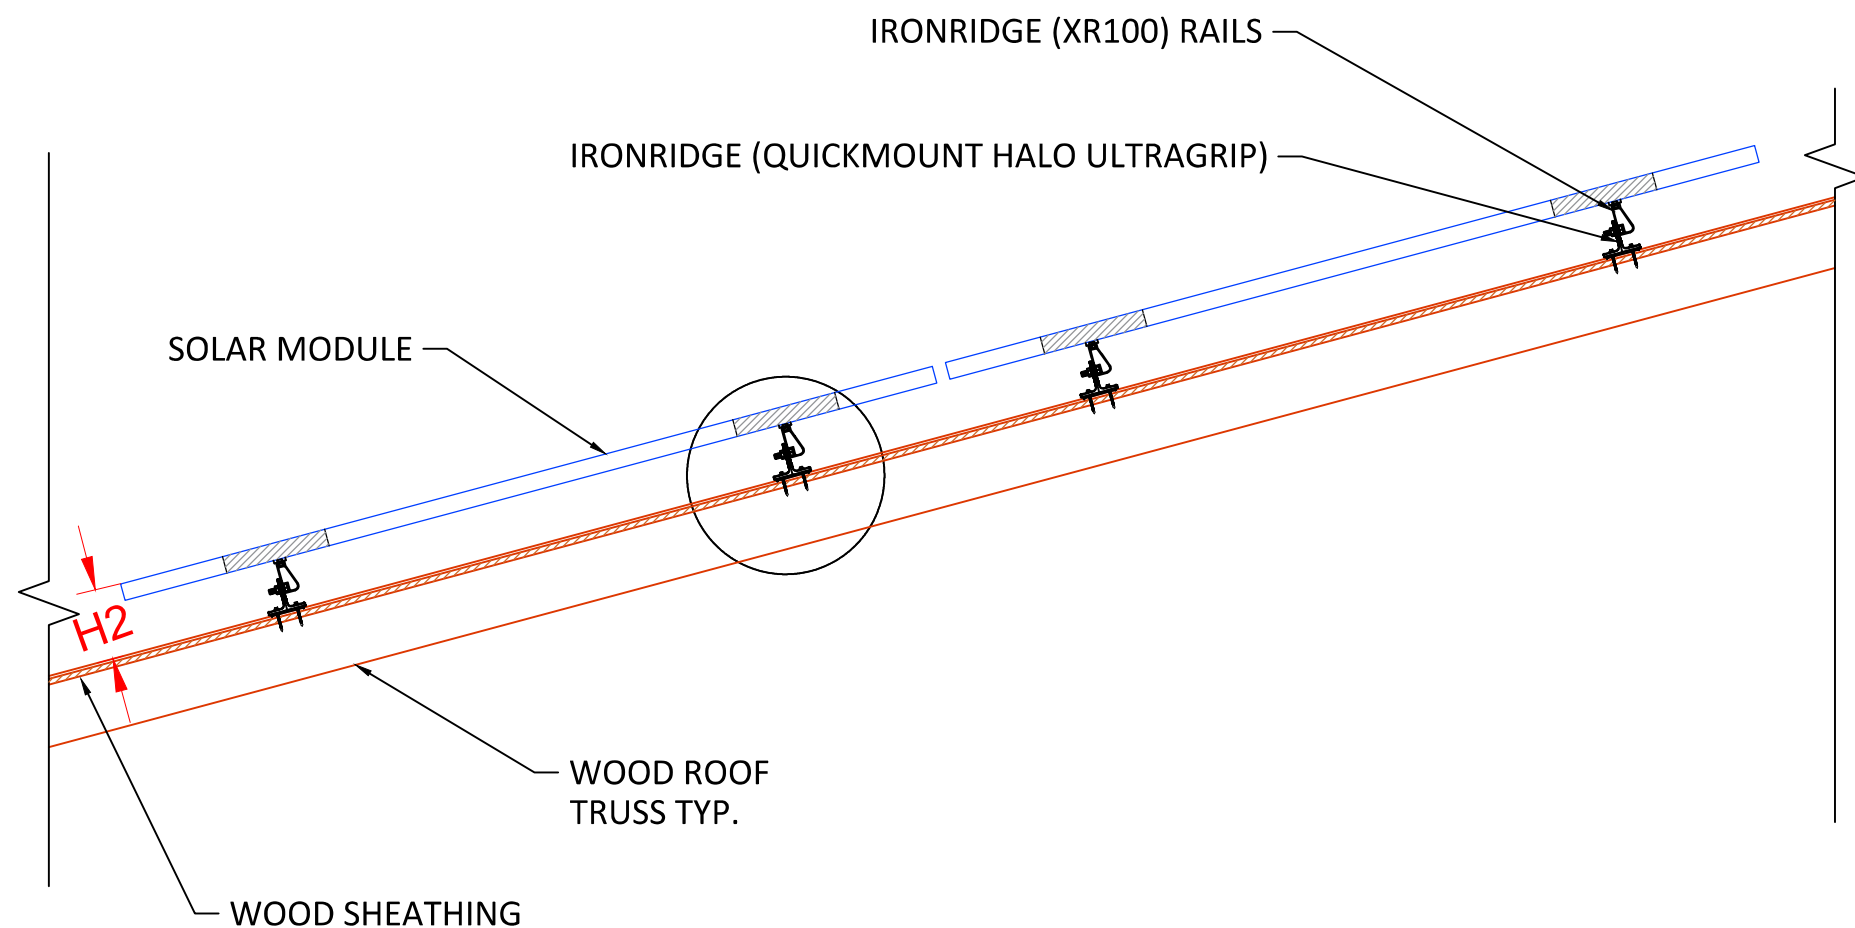 IRONRIDGE (XR100) RAILS
IRONRIDGE (QUICKMOUNT HALO ULTRAGRIP)
SOLAR MODULE
H2
WOOD ROOF
TRUSS TYP.
WOOD SHEATHING